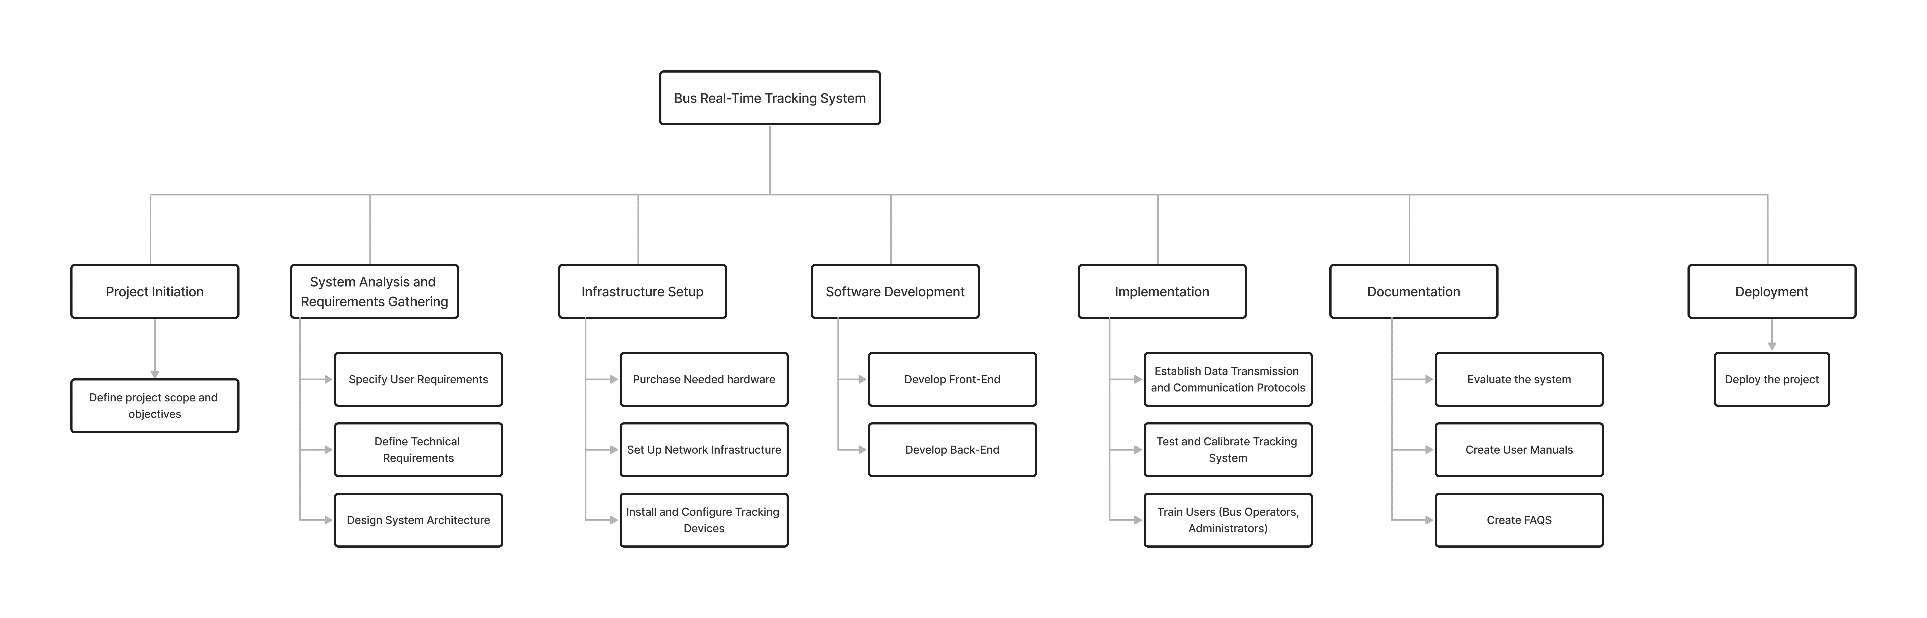 Bus Real-Time Tracking System
Project Initiation
Define project scope and
objectives
System Analysis and
Requirements Gathering
Specify User Requirements
Define Technical
Requirements
Design System Architecture
Infrastructure Setup
Purchase Needed hardware
Set Up Network Infrastructure
Install and Configure Tracking
Devices
Software Development
Develop Front-End
Develop Back-End
Implementation
Establish Data Transmission
and Communication Protocols
Test and Calibrate Tracking
System
Train Users (Bus Operators,
Administrators)
Documentation
Evaluate the system
Create User Manuals
Create FAQS
Deployment
Deploy the project